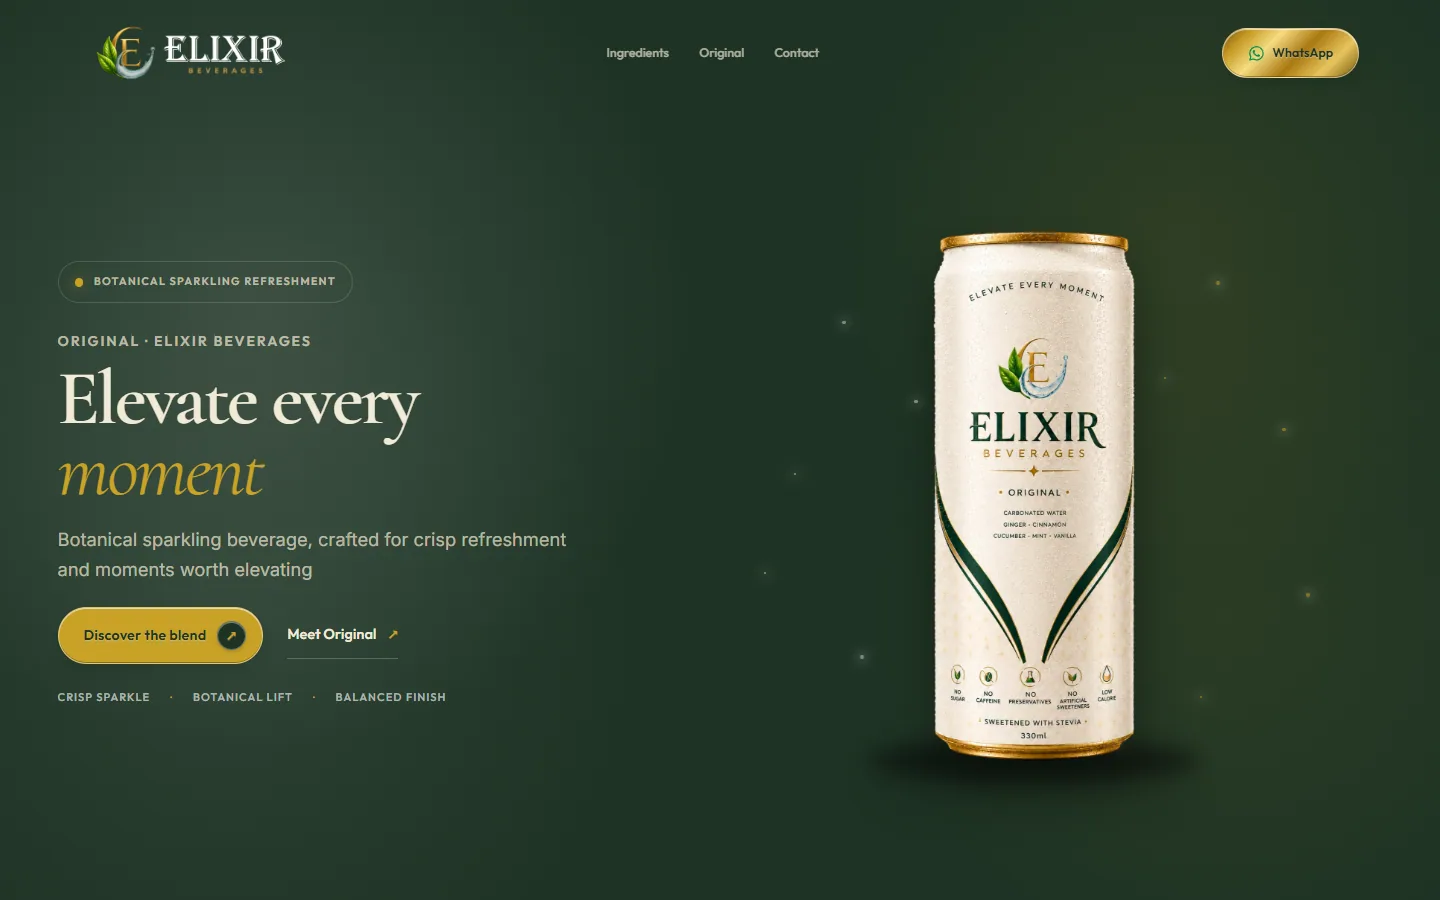 E
ELIXIR
BEVERAGES
Ingredients
Original
Contact
WhatsApp
BOTANICAL SPARKLING REFRESHMENT
ORIGINAL · ELIXIR BEVERAGES
Elevate every
moment
Botanical sparkling beverage, crafted for crisp refreshment
and moments worth elevating
Discover the blend ↗
Meet Original ↗
CRISP SPARKLE · BOTANICAL LIFT · BALANCED FINISH
ELEVATE EVERY MOMENT
E
ELIXIR
BEVERAGES
• ORIGINAL •
CARBONATED WATER
GINGER - CINNAMON
CUCUMBER - MINT - VANILLA
NO
SUGAR
NO
CAFFEINE
NO
PRESERVATIVES
NO
ARTIFICIAL
SWEETENERS
LOW
CALORIE
· SWEETENED WITH STEVIA ·
330ml